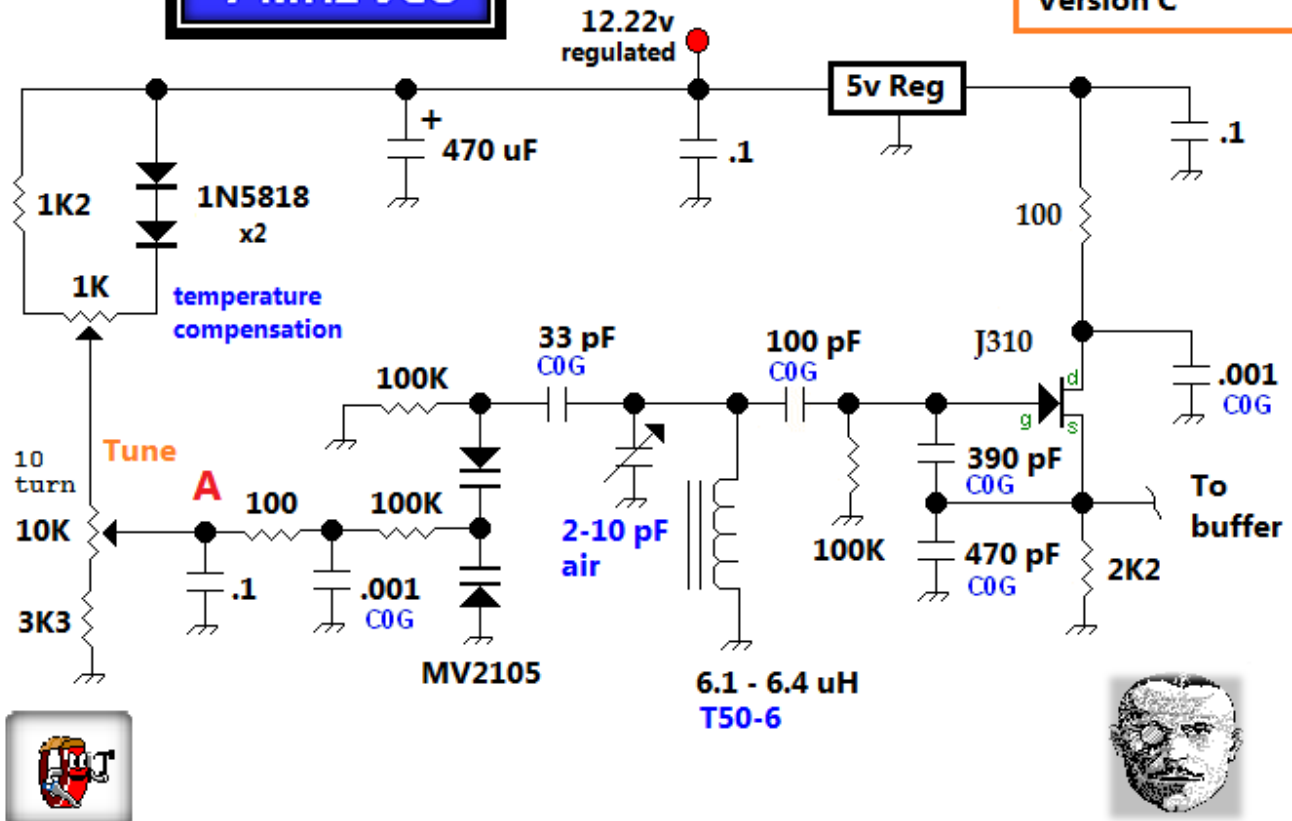 7 MHz VCO
Version C
12.22v
regulated
5v Reg
+
470 uF
.1
.1
1K2
1N5818
x2
100
1K
temperature
compensation
33 pF
C0G
100 pF
C0G
J310
d
g
s
.001
C0G
100K
10
turn
Tune
A
10K
100
100K
2-10 pF
air
390 pF
C0G
To
buffer
100K
470 pF
C0G
2K2
.1
.001
C0G
3K3
MV2105
6.1 - 6.4 uH
T50-6